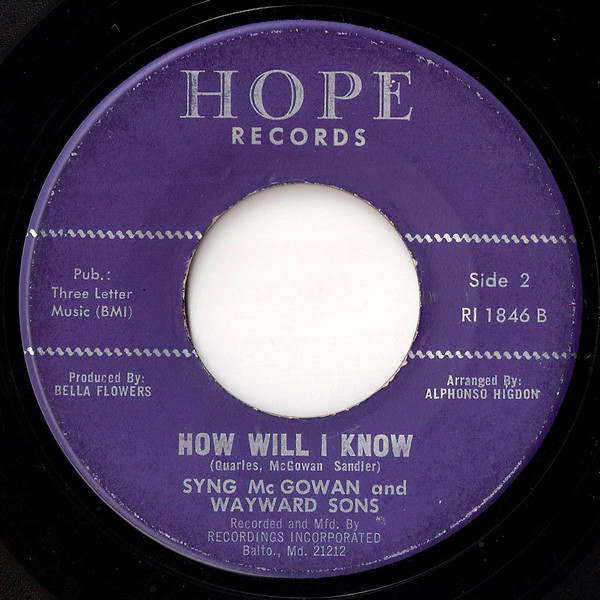 HOPE
RECORDS
Pub.:
Three Letter
Music (BMI)
Side 2
RI 1846 B
Produced By:
BELLA FLOWERS
Arranged By:
ALPHONSO HIGDON
HOW WILL I KNOW
(Quarles, McGowan Sandler)
SYNG McGOWAN and
WAYWARD SONS
Recorded and Mfd. By
RECORDINGS INCORPORATED
Balto., Md. 21212